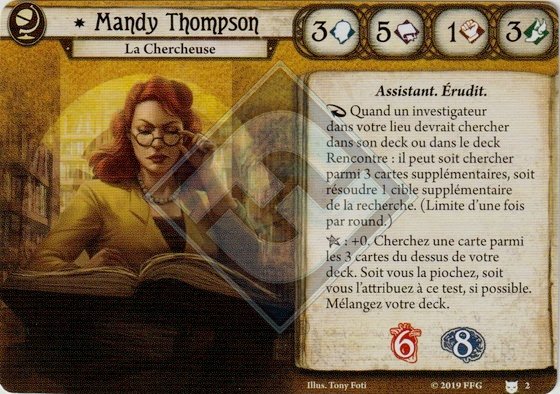 Mandy Thompson
La Chercheuse
3 5 1 3
Assistant. Érudit.
Quand un investigateur
dans votre lieu devrait chercher
dans son deck ou dans le deck
Rencontre : il peut soit chercher
parmi 3 cartes supplémentaires, soit
résoudre 1 cible supplémentaire
de la recherche. (Limite d'une fois
par round.)
: +0. Cherchez une carte parmi
les 3 cartes du dessus de votre
deck. Soit vous la piochez, soit
vous l'attribuez à ce test, si possible.
Mélangez votre deck.
6 8
Illus. Tony Foti © 2019 FFG 2